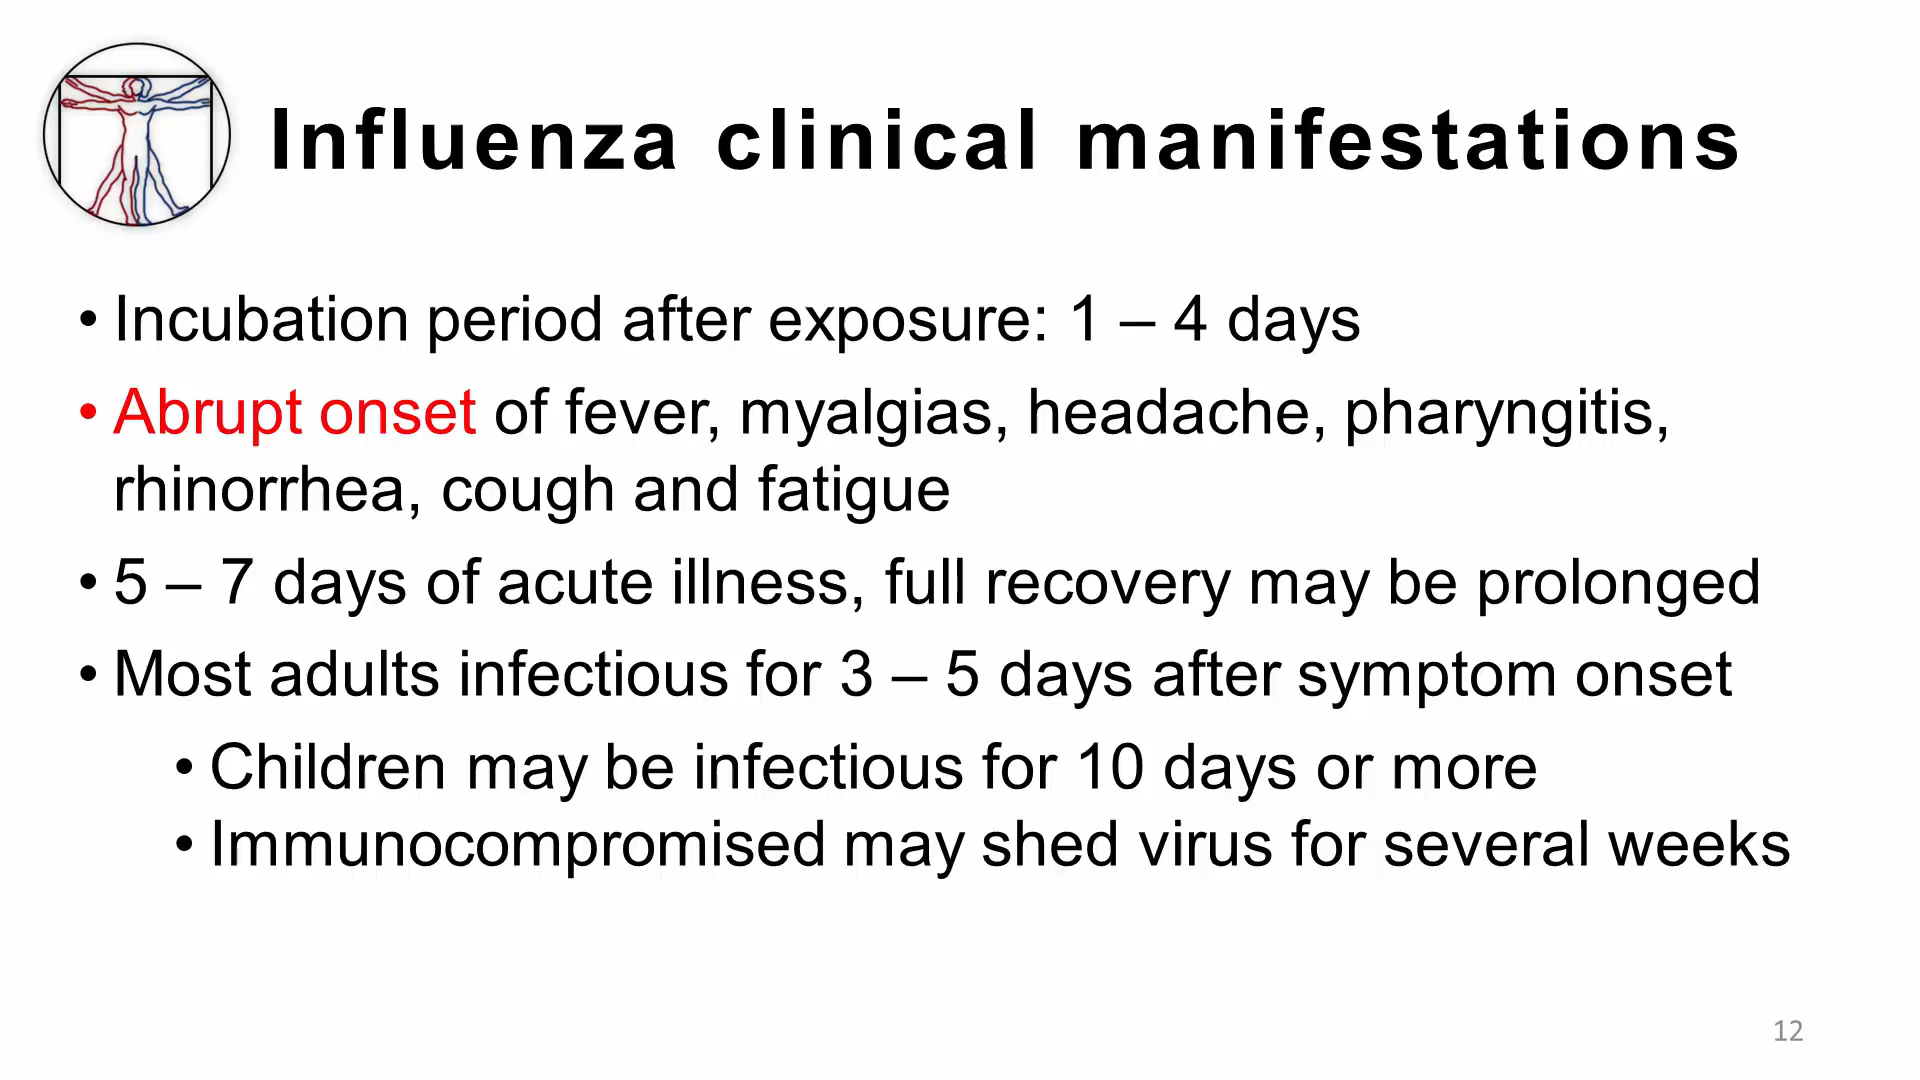 Influenza clinical manifestations
• Incubation period after exposure: 1 – 4 days
• Abrupt onset of fever, myalgias, headache, pharyngitis,
rhinorrhea, cough and fatigue
• 5 – 7 days of acute illness, full recovery may be prolonged
• Most adults infectious for 3 – 5 days after symptom onset
• Children may be infectious for 10 days or more
• Immunocompromised may shed virus for several weeks
12